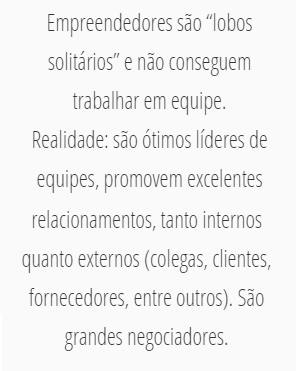 Empreendedores são “lobos
solitários” e não conseguem
trabalhar em equipe.
Realidade: são ótimos líderes de
equipes, promovem excelentes
relacionamentos, tanto internos
quanto externos (colegas, clientes,
fornecedores, entre outros). São
grandes negociadores.